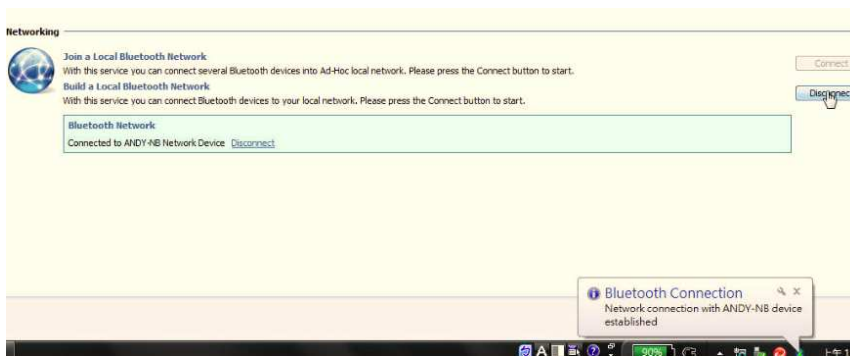 Networking
Join a Local Bluetooth Network
With this service you can connect several Bluetooth devices into Ad-Hoc local network. Please press the Connect button to start.
Connect
Build a Local Bluetooth Network
With this service you can connect Bluetooth devices to your local network. Please press the Connect button to start.
Bluetooth Network
Connected to ANDY-NB Network Device Disconnect
Bluetooth Connection
Network connection with ANDY-NB device
established
A
90%